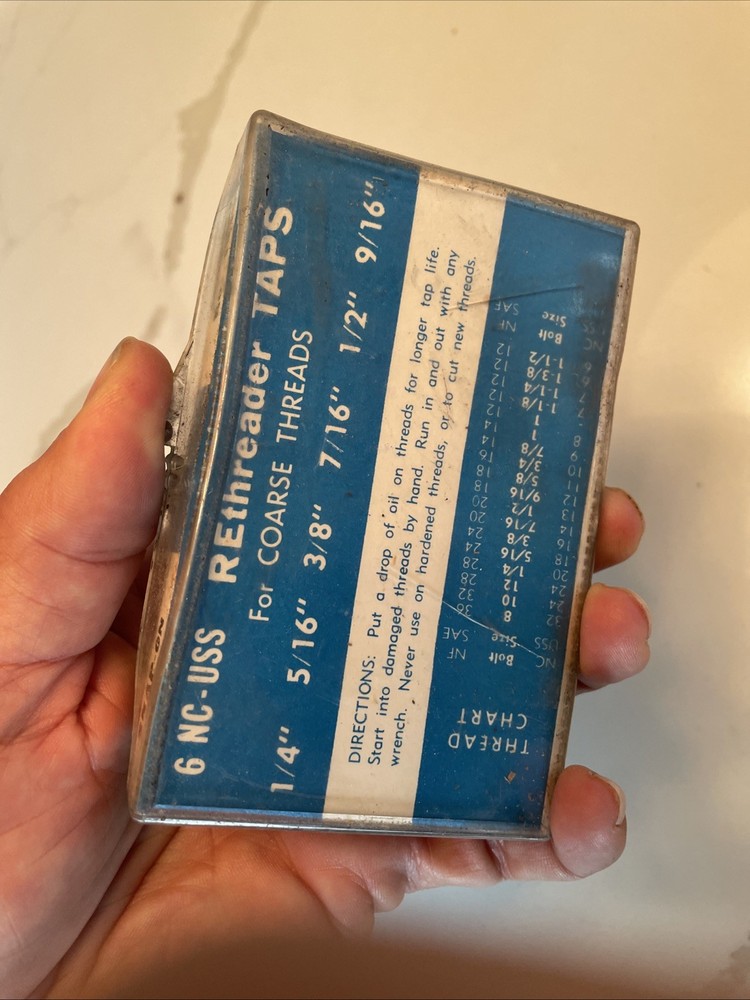 6 NC-USS REthreader TAPS
For COARSE THREADS
1/4" 5/16" 3/8" 7/16" 1/2" 9/16"
DIRECTIONS: Put a drop of oil on threads for longer tap life.
Start into damaged threads by hand. Run in and out with any
wrench. Never use on hardened threads, or to cut new threads.
THREAD
CHART
NC USS 32 24 24 20 18 16 14 13 12 11 10 9 8 7
Bolt Size 8 10 12 1/4 5/16 3/8 7/16 1/2 9/16 5/8 3/4 7/8 1 1 1-1/8 1-1/4 1-3/8 1-1/2 Bolt Size
NF SAE 36 32 28 28 24 24 20 20 18 18 16 14 14 12 12 12 12 12 NF SAE